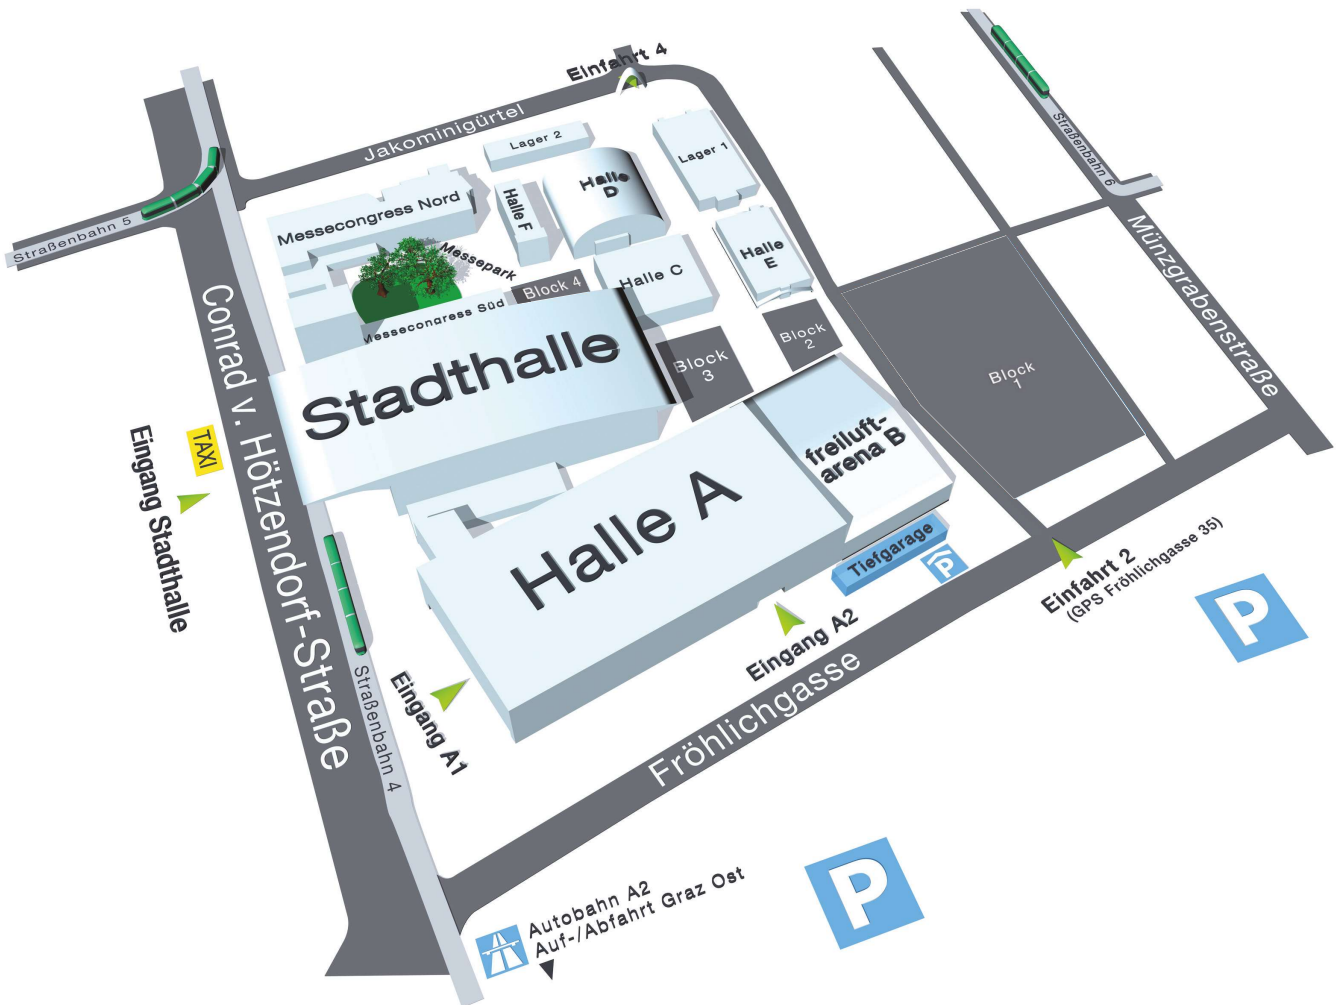 Einfahrt 4
Jakominigürtel
Straßenbahn 6
Lager 2
Lager 1
Halle
D
Halle F
Messecongress Nord
Straßenbahn 5
Messepark
Halle
E
Halle C
Block 4
Messecongress Süd
Münzgrabenstraße
Block
2
Block
3
Block
1
Stadthalle
Conrad v. Hötzendorf-Straße
TAXI
Eingang Stadthalle
freiluft-
arena B
Halle A
Tiefgarage
P
Einfahrt 2
(GPS Fröhlichgasse 35)
P
Eingang A2
Eingang A1
Straßenbahn 4
Fröhlichgasse
P
Autobahn A2
Auf-/Abfahrt Graz Ost